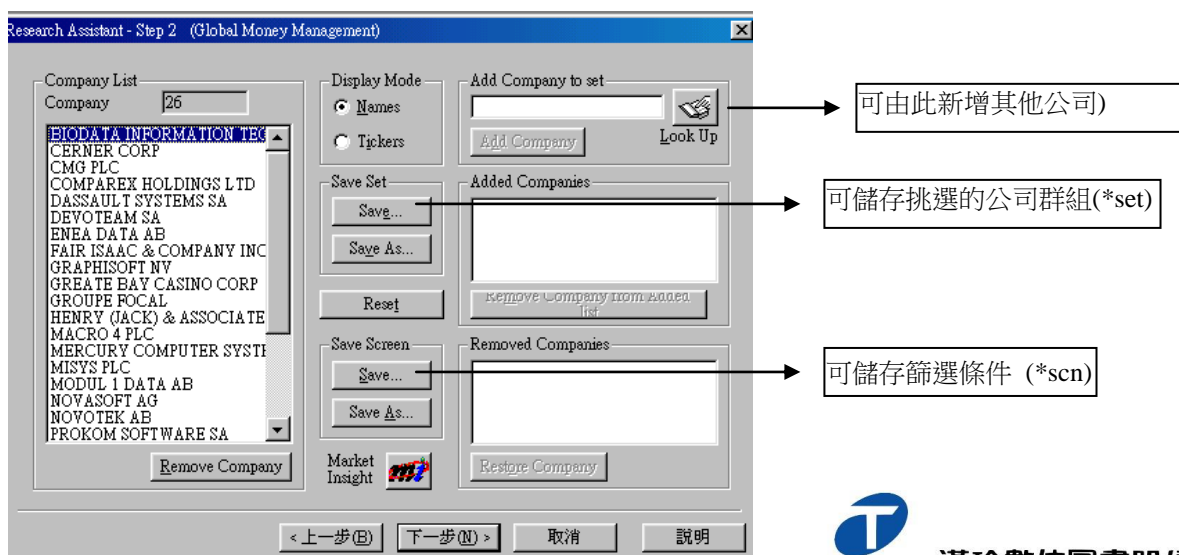 Research Assistant - Step 2 (Global Money Management)
Company List
Company 26
BIODATA INFORMATION TEC
CERNER CORP
CMG PLC
COMPAREX HOLDINGS LTD
DASSAULT SYSTEMS SA
DEVOTEAM SA
ENEA DATA AB
FAIR ISAAC & COMPANY INC
GRAPHISOFT NV
GREATE BAY CASINO CORP
GROUPE FOCAL
HENRY (JACK) & ASSOCIATE
MACRO 4 PLC
MERCURY COMPUTER SYSTE
MISYS PLC
MODUL 1 DATA AB
NOVASOFT AG
NOVOTEK AB
PROKOM SOFTWARE SA
Remove Company
Display Mode
Names
Tickers
Save Set
Save...
Save As...
Reset
Save Screen
Save...
Save As...
Market
Insight
Add Company to set
Add Company
Look Up
Added Companies
Remove Company from Added
list
Removed Companies
Restore Company
<上一步(B)
下一步(N) >
取消
說明
可由此新增其他公司)
可儲存挑選的公司群組(*set)
可儲存篩選條件 (*scn)